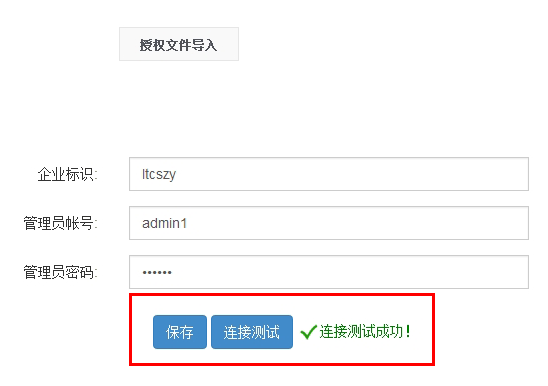 授权文件导入
企业标识: ltcszy
管理员帐号: admin1
管理员密码: ••••••
保存 连接测试 连接测试成功！